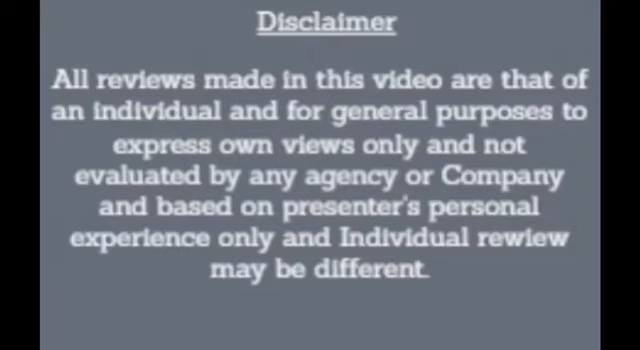 Disclaimer
All reviews made in this video are that of
an individual and for general purposes to
express own views only and not
evaluated by any agency or Company
and based on presenter's personal
experience only and Individual rewiew
may be different.